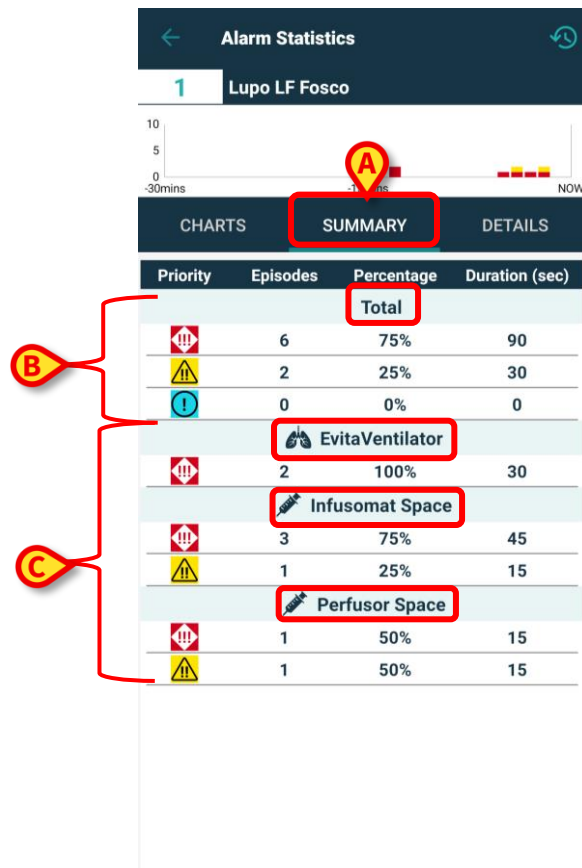 Alarm Statistics
1 Lupo LF Fosco
10
5
0
-30mins NOW
A
CHARTS SUMMARY DETAILS
Priority Episodes Percentage Duration (sec)
Total
!!! 6 75% 90
!! 2 25% 30
! 0 0% 0
B
EvitaVentilator
!!! 2 100% 30
Infusomat Space
!!! 3 75% 45
!! 1 25% 15
C
Perfusor Space
!!! 1 50% 15
!! 1 50% 15